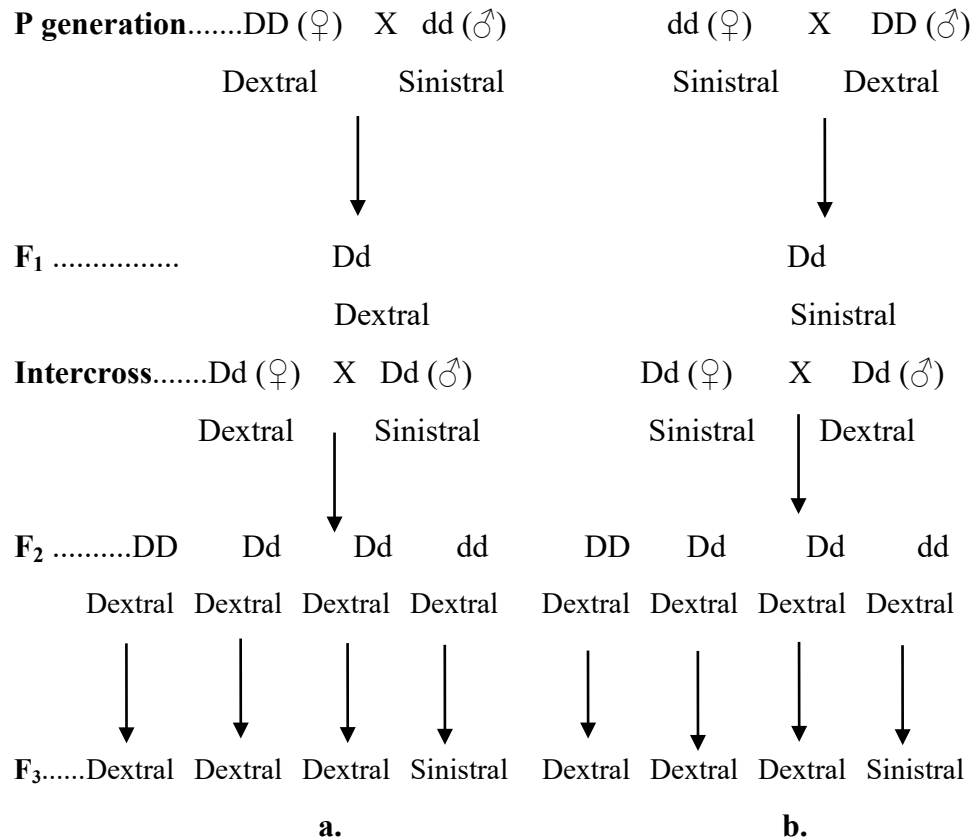 P generation.......DD (♀) X dd (♂) dd (♀) X DD (♂)
Dextral Sinistral Sinistral Dextral
F₁ ................ Dd Dd
Dextral Sinistral
Intercross.......Dd (♀) X Dd (♂) Dd (♀) X Dd (♂)
Dextral Sinistral Sinistral Dextral
F₂ ..........DD Dd Dd dd DD Dd Dd dd
Dextral Dextral Dextral Dextral Dextral Dextral Dextral Dextral
F₃......Dextral Dextral Dextral Sinistral Dextral Dextral Dextral Sinistral
a. b.